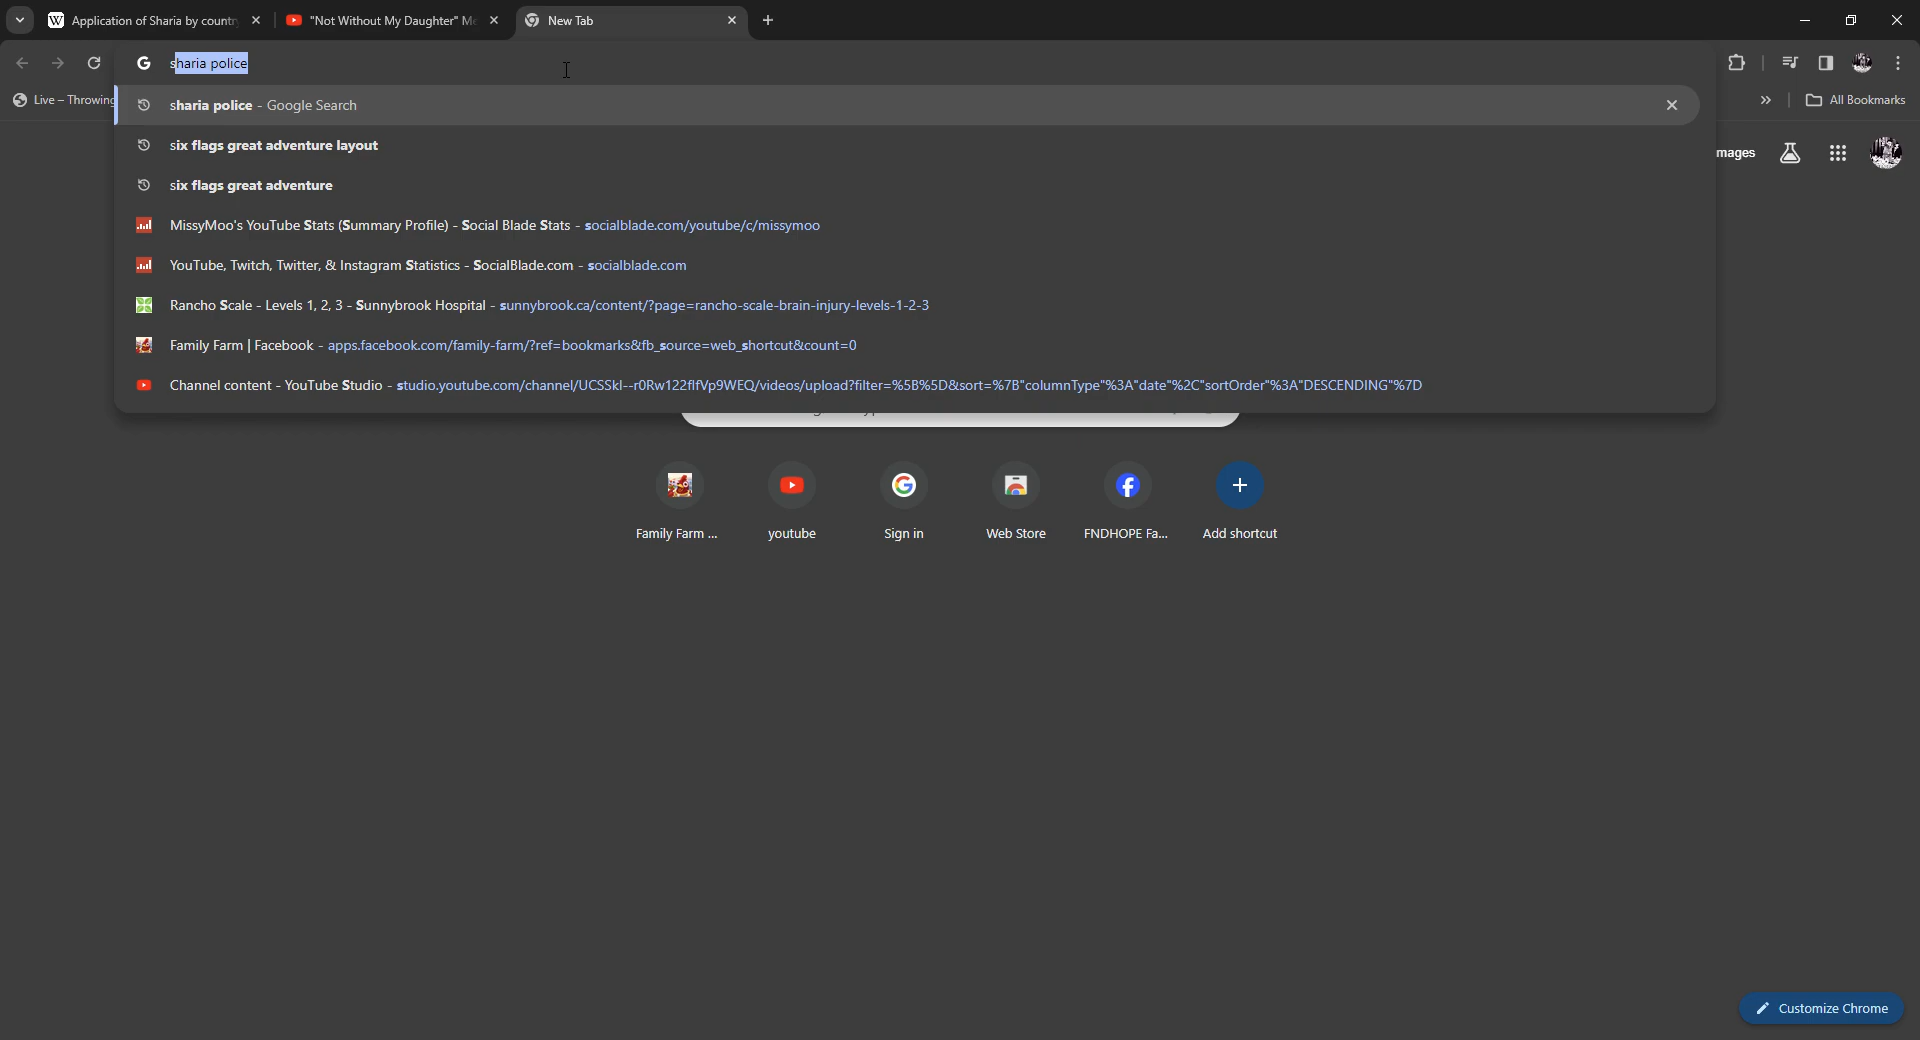 Application of Sharia by countr
"Not Without My Daughter" Me
New Tab
sharia police
Live – Throwing
All Bookmarks
sharia police - Google Search
six flags great adventure layout
mages
six flags great adventure
MissyMoo's YouTube Stats (Summary Profile) - Social Blade Stats - socialblade.com/youtube/c/missymoo
YouTube, Twitch, Twitter, & Instagram Statistics - SocialBlade.com - socialblade.com
Rancho Scale - Levels 1, 2, 3 - Sunnybrook Hospital - sunnybrook.ca/content/?page=rancho-scale-brain-injury-levels-1-2-3
Family Farm | Facebook - apps.facebook.com/family-farm/?ref=bookmarks&fb_source=web_shortcut&count=0
Channel content - YouTube Studio - studio.youtube.com/channel/UCSSkI--r0Rw122fIfVp9WEQ/videos/upload?filter=%5B%5D&sort=%7B"columnType"%3A"date"%2C"sortOrder"%3A"DESCENDING"%7D
Family Farm ...
youtube
Sign in
Web Store
FNDHOPE Fa...
Add shortcut
Customize Chrome